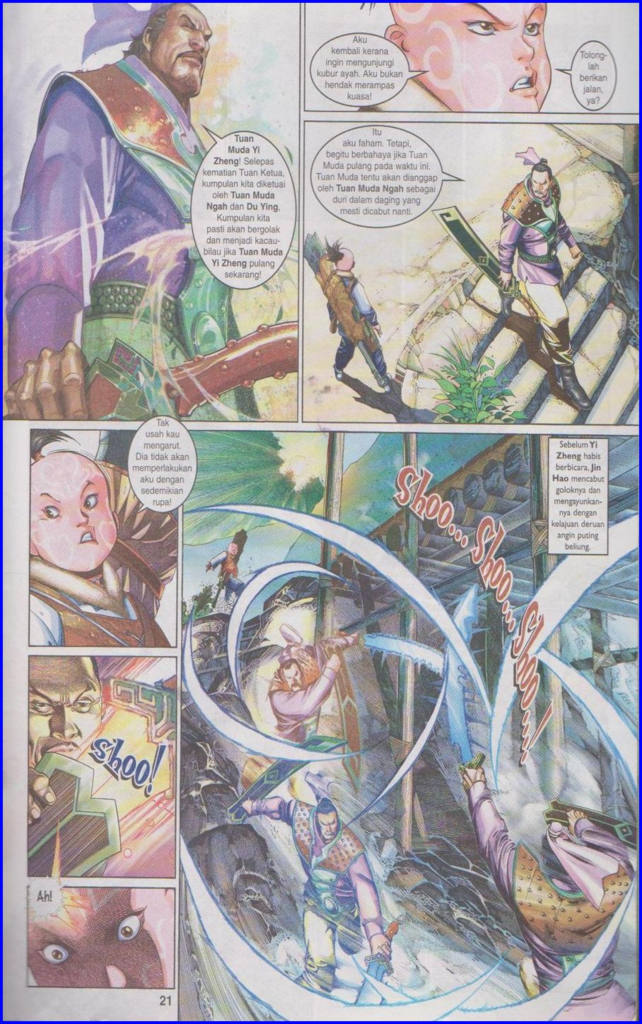 Tuan
Muda Yi
Zheng! Selepas
kematian Tuan Ketua,
kumpulan kita diketuai
oleh Tuan Muda
Ngah dan Du Ying,
Kumpulan kita
pasti akan bergolak
dan menjadi kacau-
bilau jika Tuan Muda
Yi Zheng pulang
sekarang!
Aku
kembali kerana
ingin mengunjungi
kubur ayah. Aku bukan
hendak merampas
kuasa!
Tolong-
lah berikan
jalan,
ya?
Itu
aku faham. Tetapi,
begitu berbahaya jika Tuan
Muda pulang pada waktu ini.
Tuan Muda tentu akan dianggap
oleh Tuan Muda Ngah sebagai
duri dalam daging yang
mesti dicabut nanti.
Tak
usah kau
mengarut.
Dia tidak akan
memperlakukan
aku dengan
sedemikian
rupa!
Sebelum Yi
Zheng habis
berbicara, Jin
Hao mencabut
goloknya dan
mengayunkan-
nya dengan
kelajuan deruan
angin puting
beliung.
Shoo... Shoo... Shoo!
Shoo!
Ah!
21